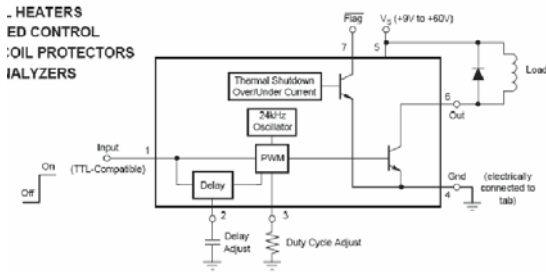 L HEATERS
ED CONTROL
COIL PROTECTORS
NALYZERS
Flag
Vs (+9V to +60V)
7
5
Thermal Shutdown
Over/Under Current
Load
24kHz
Oscillator
6
Out
Input
1
(TTL-Compatible)
PWM
On
Off
Delay
Gnd
4
(electrically
connected to
tab)
2
3
Delay
Adjust
Duty Cycle Adjust